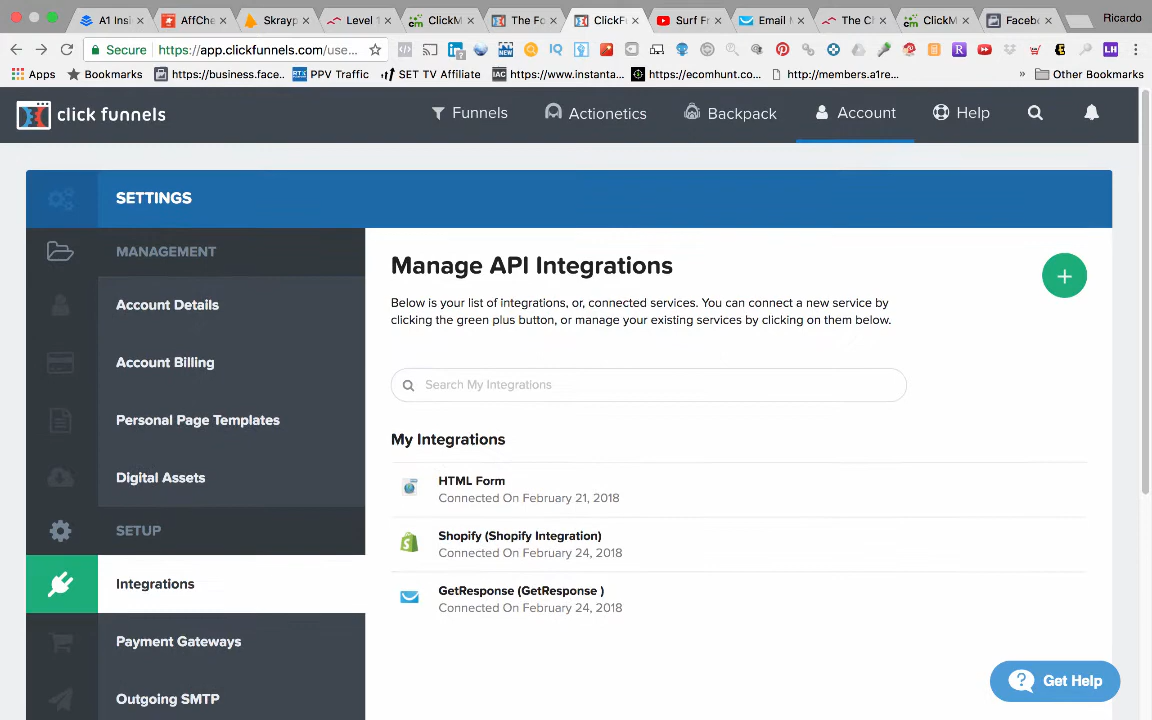 A1 Insi
AffChe
Skrayp
Level 1
ClickM
The Fo
ClickF
Surf Fr
Email M
The Cl
ClickM
Faceb
Ricardo
Secure https://app.clickfunnels.com/use...
Apps
Bookmarks
https://business.face...
PPV Traffic
SET TV Affiliate
https://www.instanta...
https://ecomhunt.co...
http://members.a1re...
» Other Bookmarks
click funnels
Funnels
Actionetics
Backpack
Account
Help
SETTINGS
MANAGEMENT
Account Details
Account Billing
Personal Page Templates
Digital Assets
SETUP
Integrations
Payment Gateways
Outgoing SMTP
Manage API Integrations
Below is your list of integrations, or, connected services. You can connect a new service by
clicking the green plus button, or manage your existing services by clicking on them below.
Search My Integrations
My Integrations
HTML Form
Connected On February 21, 2018
Shopify (Shopify Integration)
Connected On February 24, 2018
GetResponse (GetResponse )
Connected On February 24, 2018
Get Help